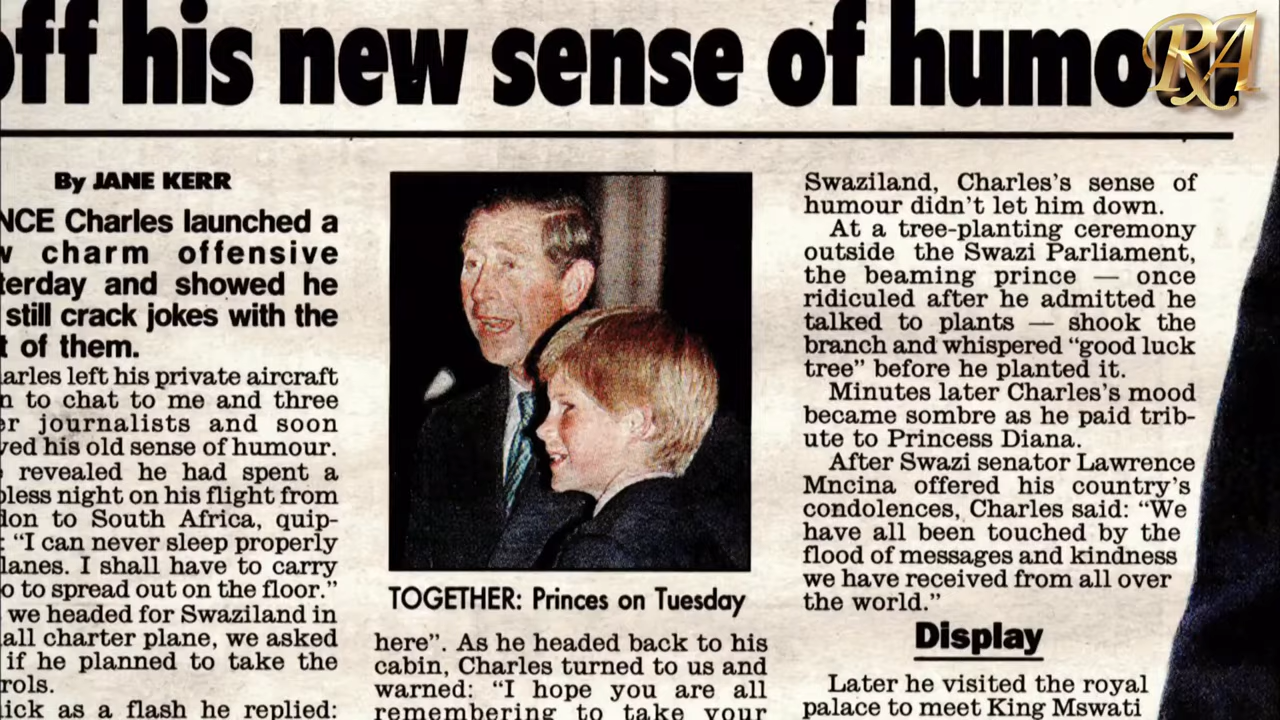 off his new sense of humou
RA
By JANE KERR
NCE Charles launched a
w charm offensive
terday and showed he
still crack jokes with the
t of them.
arles left his private aircraft
n to chat to me and three
er journalists and soon
ved his old sense of humour.
revealed he had spent a
pless night on his flight from
don to South Africa, quip-
: “I can never sleep properly
lanes. I shall have to carry
o to spread out on the floor.”
we headed for Swaziland in
all charter plane, we asked
if he planned to take the
rols.
ick as a flash he replied:
TOGETHER: Princes on Tuesday
here”. As he headed back to his
cabin, Charles turned to us and
warned: “I hope you are all
remembering to take your
Swaziland, Charles’s sense of
humour didn’t let him down.
At a tree-planting ceremony
outside the Swazi Parliament,
the beaming prince — once
ridiculed after he admitted he
talked to plants — shook the
branch and whispered “good luck
tree” before he planted it.
Minutes later Charles’s mood
became sombre as he paid trib-
ute to Princess Diana.
After Swazi senator Lawrence
Mncina offered his country’s
condolences, Charles said: “We
have all been touched by the
flood of messages and kindness
we have received from all over
the world.”
Display
Later he visited the royal
palace to meet King Mswati